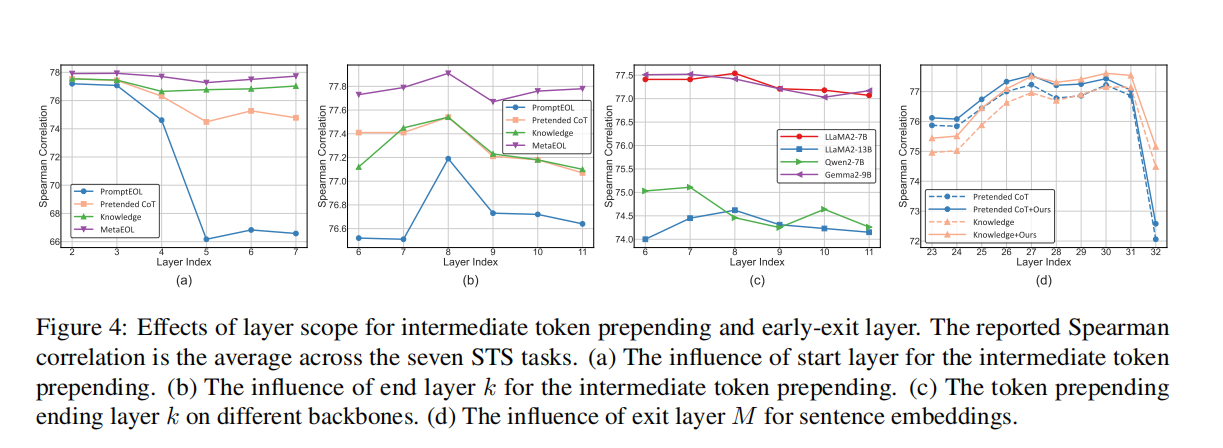 78
76
74
72
70
68
66
Spearman Correlation
PromptEOL
Pretended CoT
Knowledge
MetaEOL
2 3 4 5 6 7
Layer Index
(a)
77.8
77.4
77.2
77.0
76.8
76.6
Spearman Correlation
PromptEOL
Pretended CoT
Knowledge
MetaEOL
6 7 8 9 10 11
Layer Index
(b)
77.5
77.0
76.5
76.0
75.5
75.0
74.5
74.0
Spearman Correlation
LLaMA2-7B
LLaMA2-13B
Qwen2-7B
Gemma2-9B
6 7 8 9 10 11
Layer Index
(c)
77
76
75
73
72
Spearman Correlation
Pretended CoT
Pretended CoT+Ours
Knowledge
Knowledge+Ours
23 24 25 26 27 28 29 30 31 32
Layer Index
(d)
Figure 4: Effects of layer scope for intermediate token prepending and early-exit layer. The reported Spearman
correlation is the average across the seven STS tasks. (a) The influence of start layer for the intermediate token
prepending. (b) The influence of end layer k for the intermediate token prepending. (c) The token prepending
ending layer k on different backbones. (d) The influence of exit layer M for sentence embeddings.